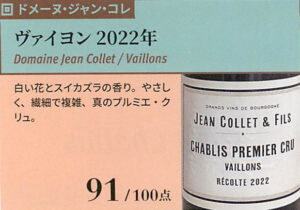 回 ドメーヌ・ジャン・コレ
ヴァイヨン 2022年
Domaine Jean Collet / Vaillons
白い花とスイカズラの香り。やさし
く、繊細で複雑、真のプルミエ・ク
リュ。
91/100点
GRANDS VINS DE BOURGOGNE
JEAN COLLET & FILS
CHABLIS PREMIER CRU
VAILLONS
RÉCOLTE 2022